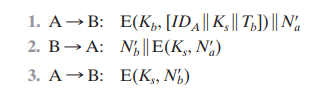 1. A → B: E(K_b, [ID_A ‖ K_s ‖ T_b]) ‖ N′_a
2. B → A: N′_b ‖ E(K_s, N′_a)
3. A → B: E(K_s, N′_b)